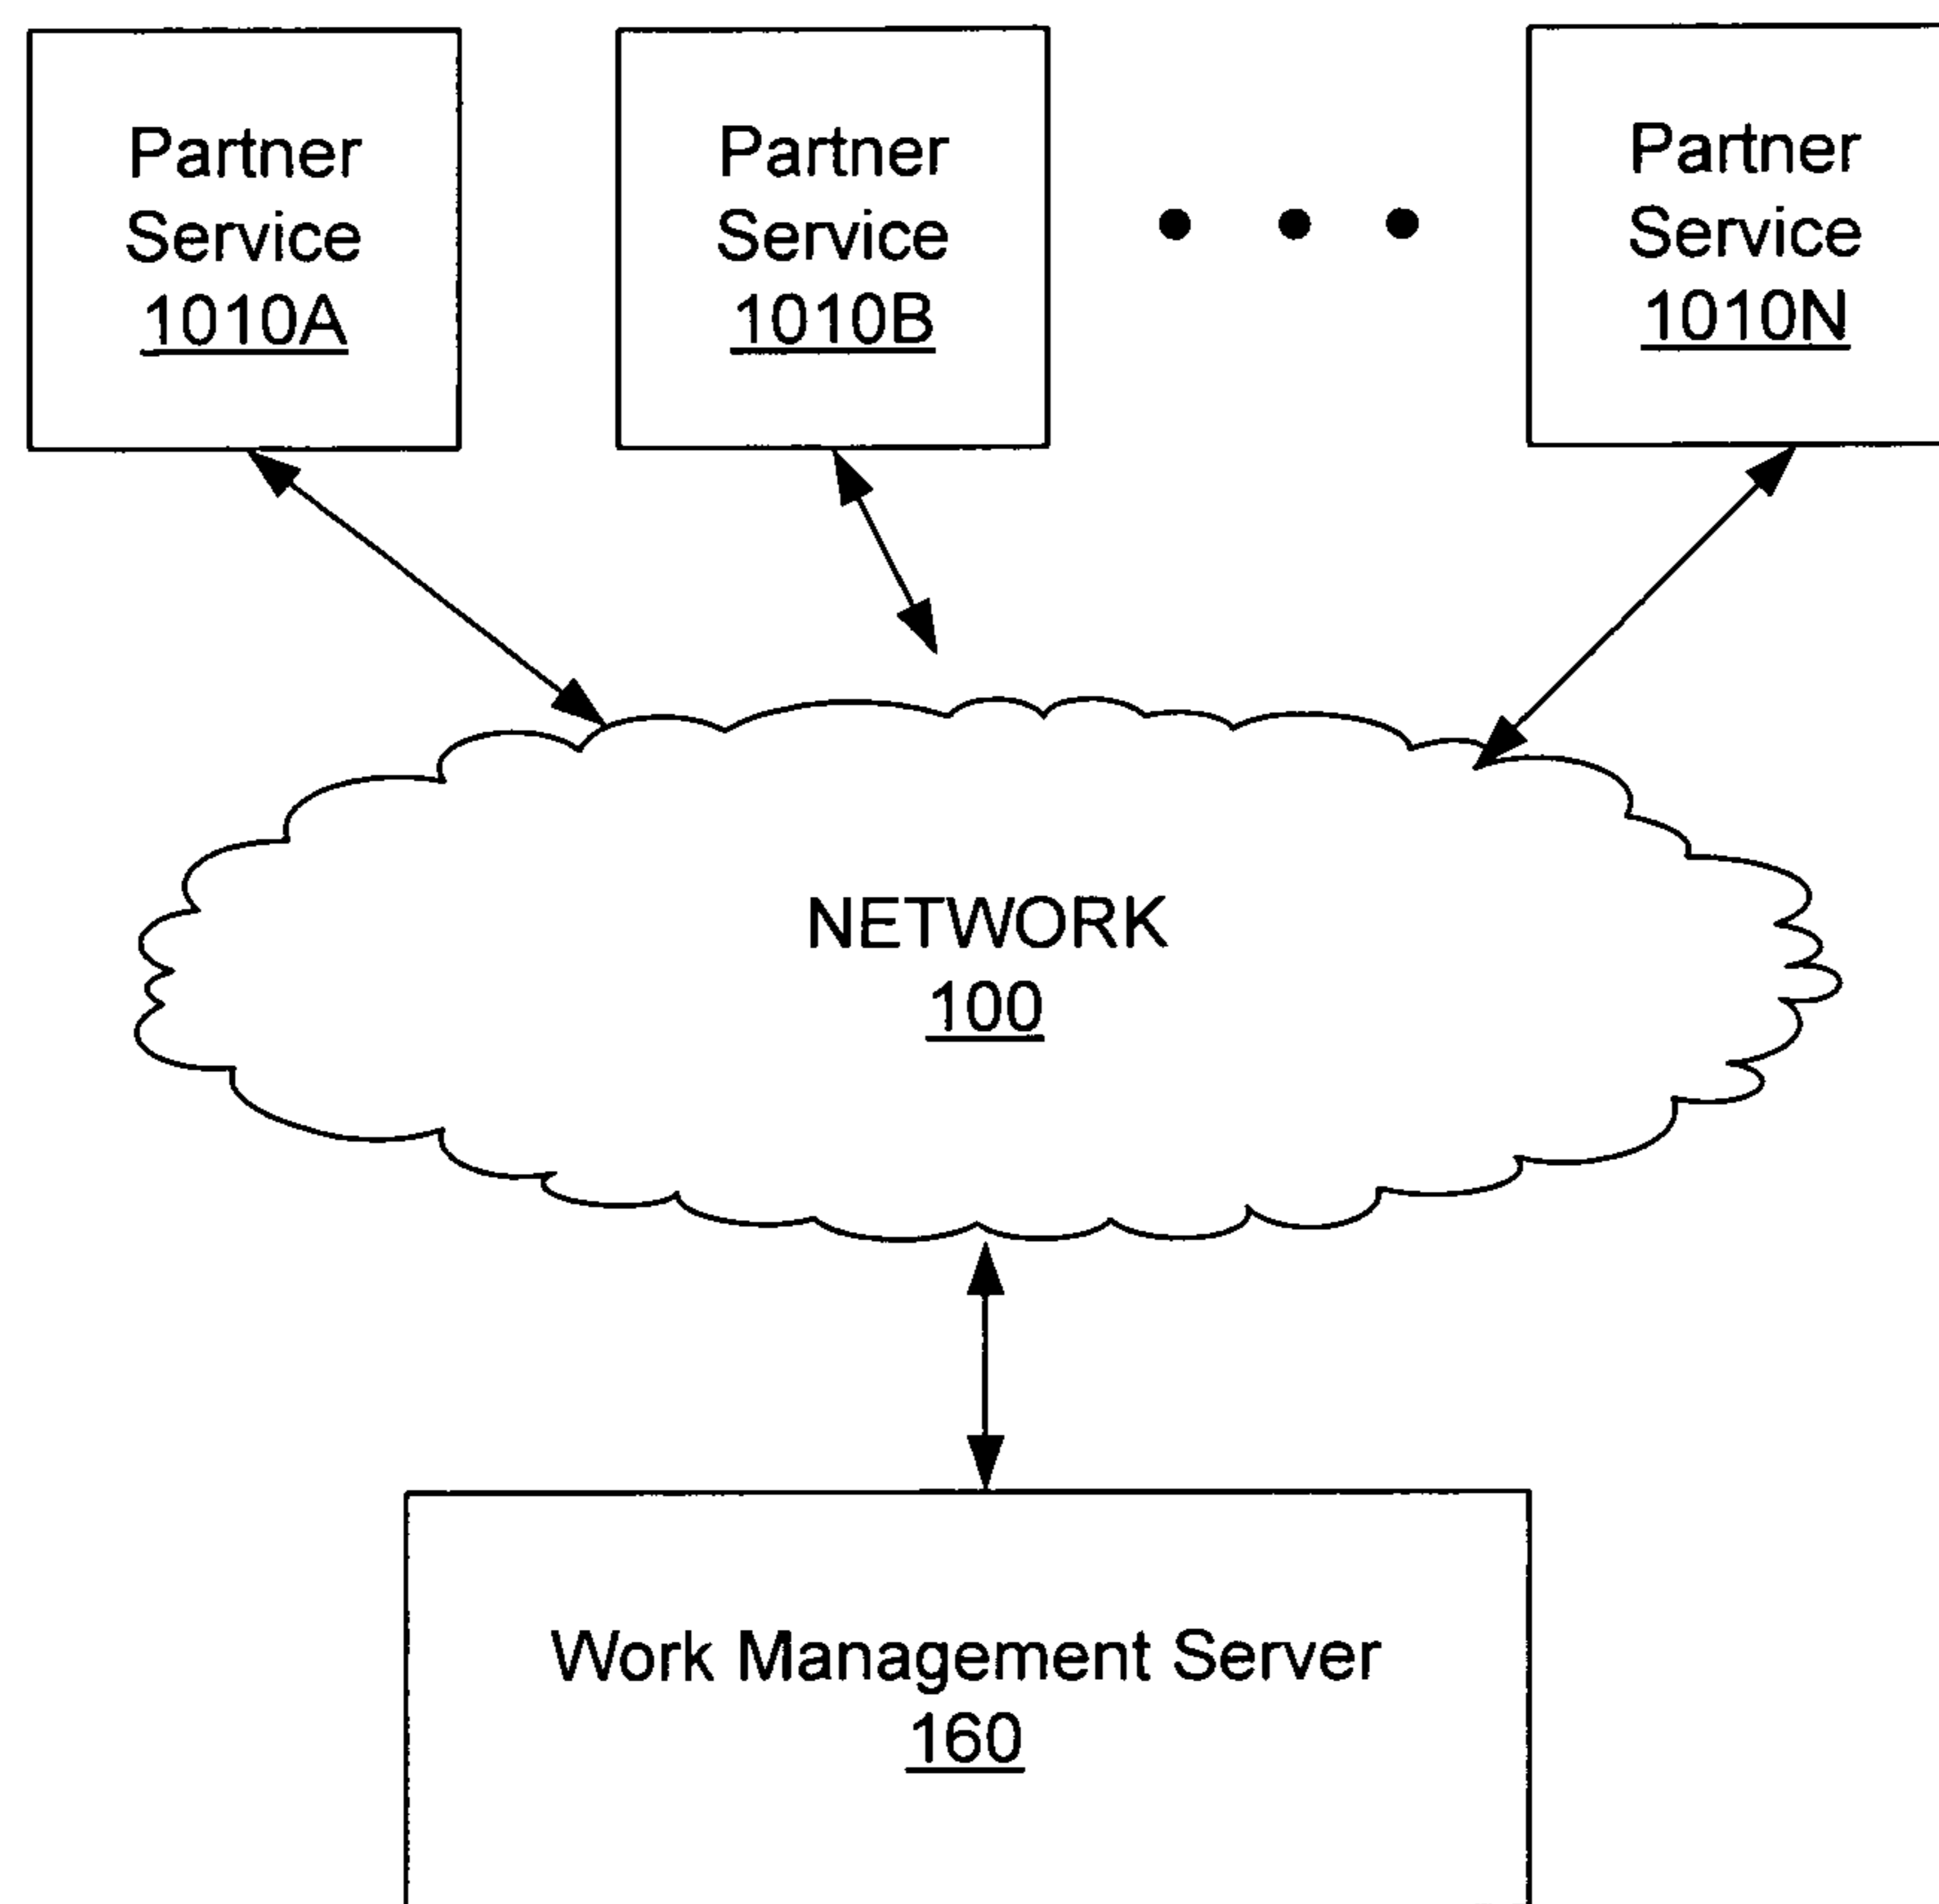 Partner
Service
1010A
Partner
Service
1010B
Partner
Service
1010N
NETWORK
100
Work Management Server
160